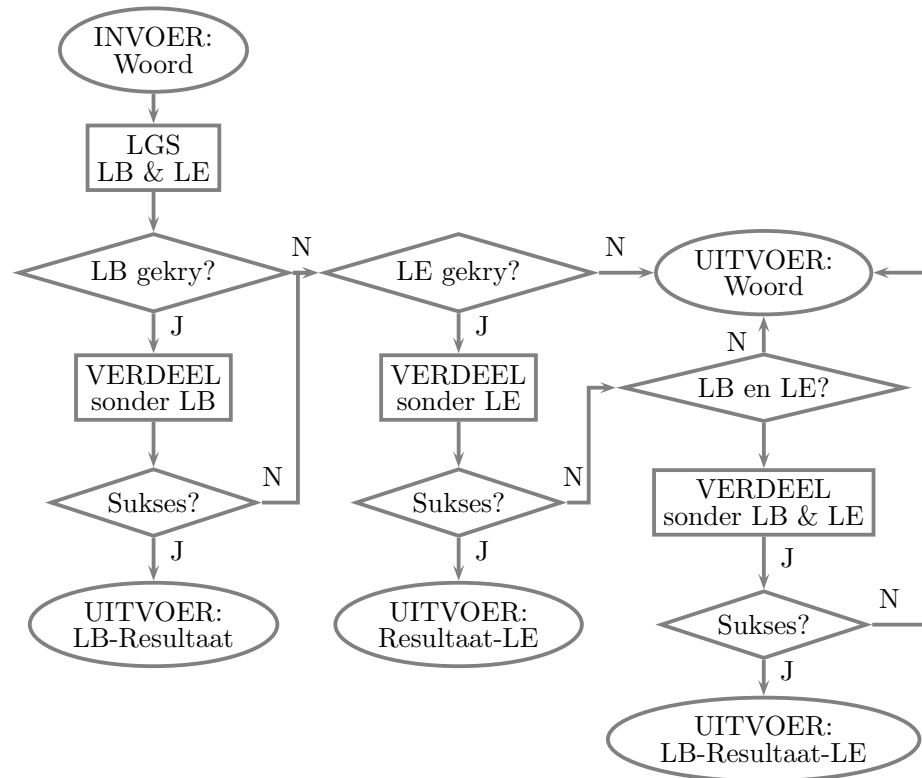 INVOER:
Woord
LGS
LB & LE
LB gekry?
N
J
VERDEEL
sonder LB
Sukses?
N
J
UITVOER:
LB-Resultaat
LE gekry?
N
J
VERDEEL
sonder LE
Sukses?
N
J
UITVOER:
Resultaat-LE
UITVOER:
Woord
N
LB en LE?
VERDEEL
sonder LB & LE
J
Sukses?
N
J
UITVOER:
LB-Resultaat-LE